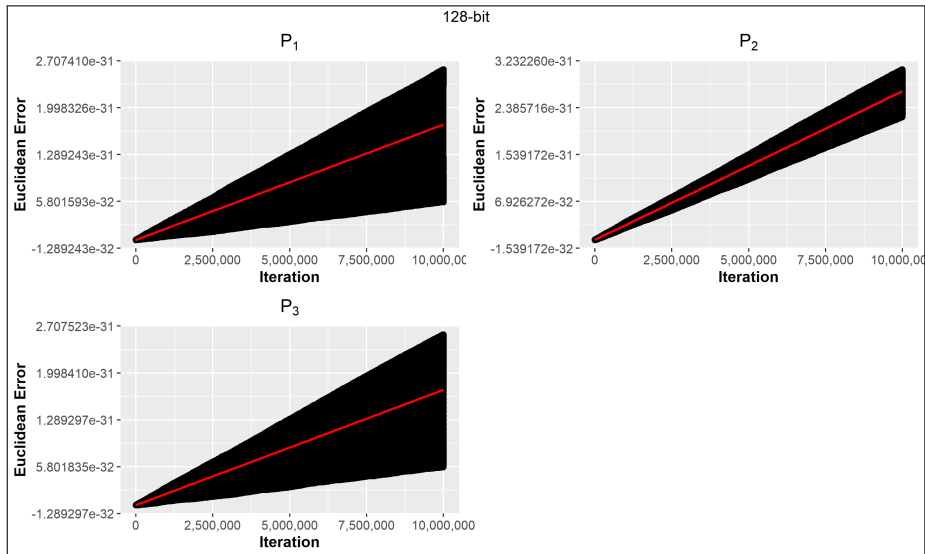 128-bit
P1
Euclidean Error
2.707410e-31
1.998326e-31
1.289243e-31
5.801593e-32
-1.289243e-32
0
2,500,000
5,000,000
7,500,000
10,000,00
Iteration
P2
Euclidean Error
3.232260e-31
2.385716e-31
1.539172e-31
6.926272e-32
-1.539172e-32
0
2,500,000
5,000,000
7,500,000
10,000,00
Iteration
P3
Euclidean Error
2.707523e-31
1.998410e-31
1.289297e-31
5.801835e-32
-1.289297e-32
0
2,500,000
5,000,000
7,500,000
10,000,000
Iteration